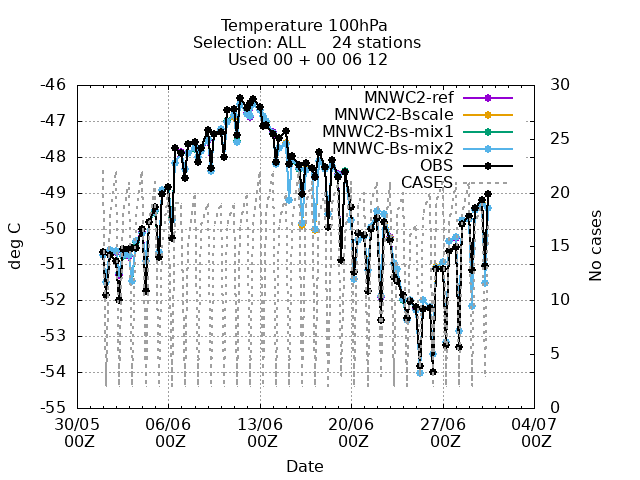 Temperature 100hPa
Selection: ALL 24 stations
Used 00 + 00 06 12
MNWC2-ref
MNWC2-Bscale
MNWC2-Bs-mix1
MNWC-Bs-mix2
OBS
CASES
deg C
-46
-47
-48
-49
-50
-51
-52
-53
-54
-55
30
25
20
15
10
5
0
No cases
30/05 06/06 13/06 20/06 27/06 04/07
00Z 00Z 00Z 00Z 00Z 00Z
Date